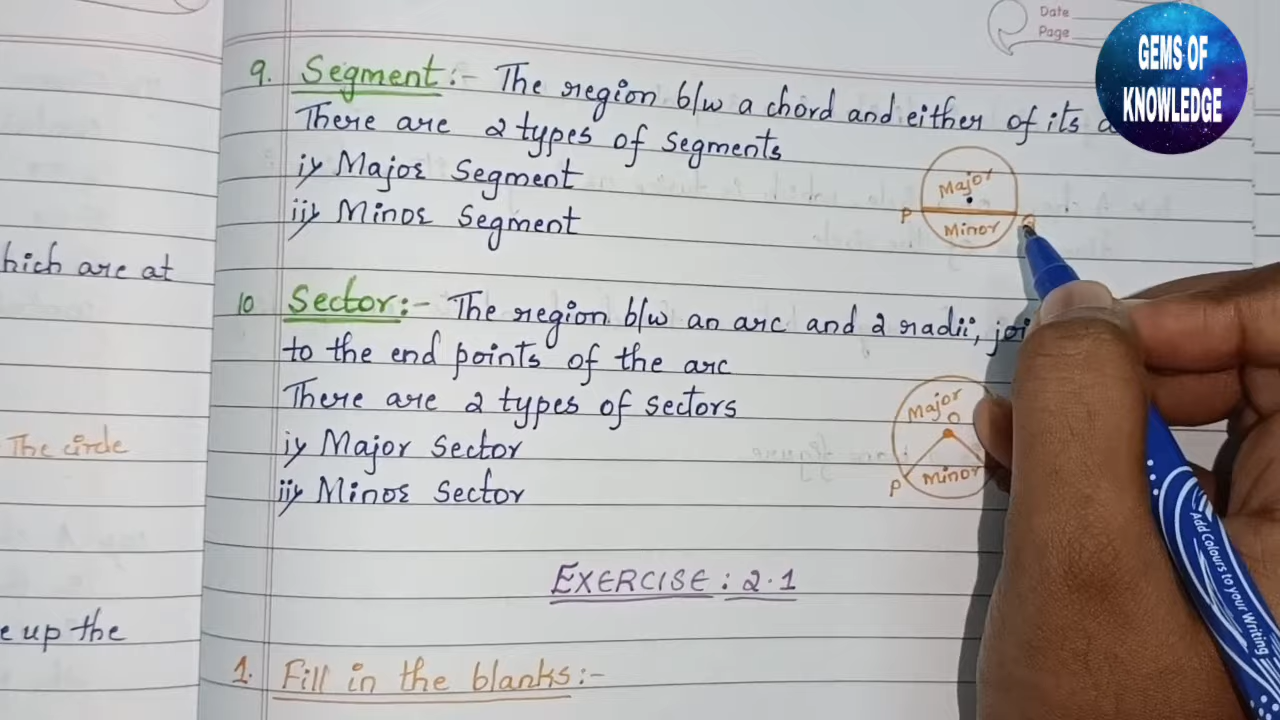 Date
Page
GEMS OF
KNOWLEDGE
9. Segment :- The region b/w a chord and either of its
There are 2 types of segments
i) Major Segment
ii) Minor Segment
Major
P
Q
Minor
hich are at
10 Sector :- The region b/w an arc and 2 radii,
to the end points of the arc
There are 2 types of sectors
i) Major Sector
ii) Minor Sector
Major
O
P
Minor
The circle
EXERCISE : 2.1
e up the
1. Fill in the blanks :-
Add Colours to your Writing